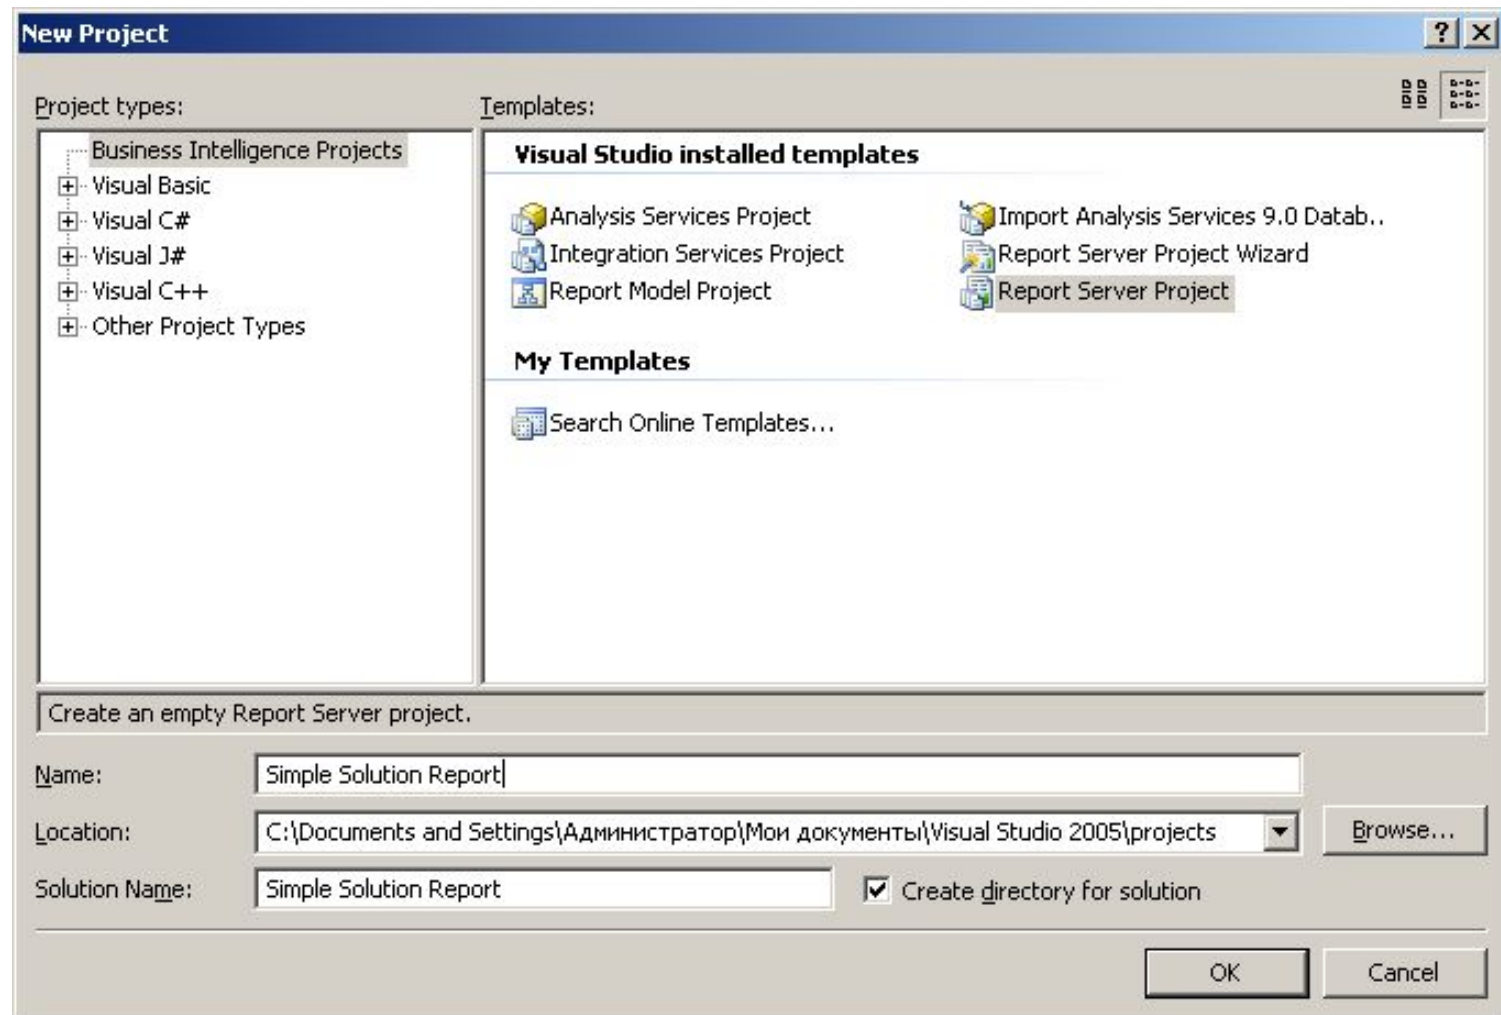 New Project
Project types:
Business Intelligence Projects
Visual Basic
Visual C#
Visual J#
Visual C++
Other Project Types
Templates:
Visual Studio installed templates
Analysis Services Project
Integration Services Project
Report Model Project
Import Analysis Services 9.0 Datab..
Report Server Project Wizard
Report Server Project
My Templates
Search Online Templates...
Create an empty Report Server project.
Name:
Simple Solution Report
Location:
C:\Documents and Settings\Администратор\Мои документы\Visual Studio 2005\projects
Browse...
Solution Name:
Simple Solution Report
Create directory for solution
OK
Cancel